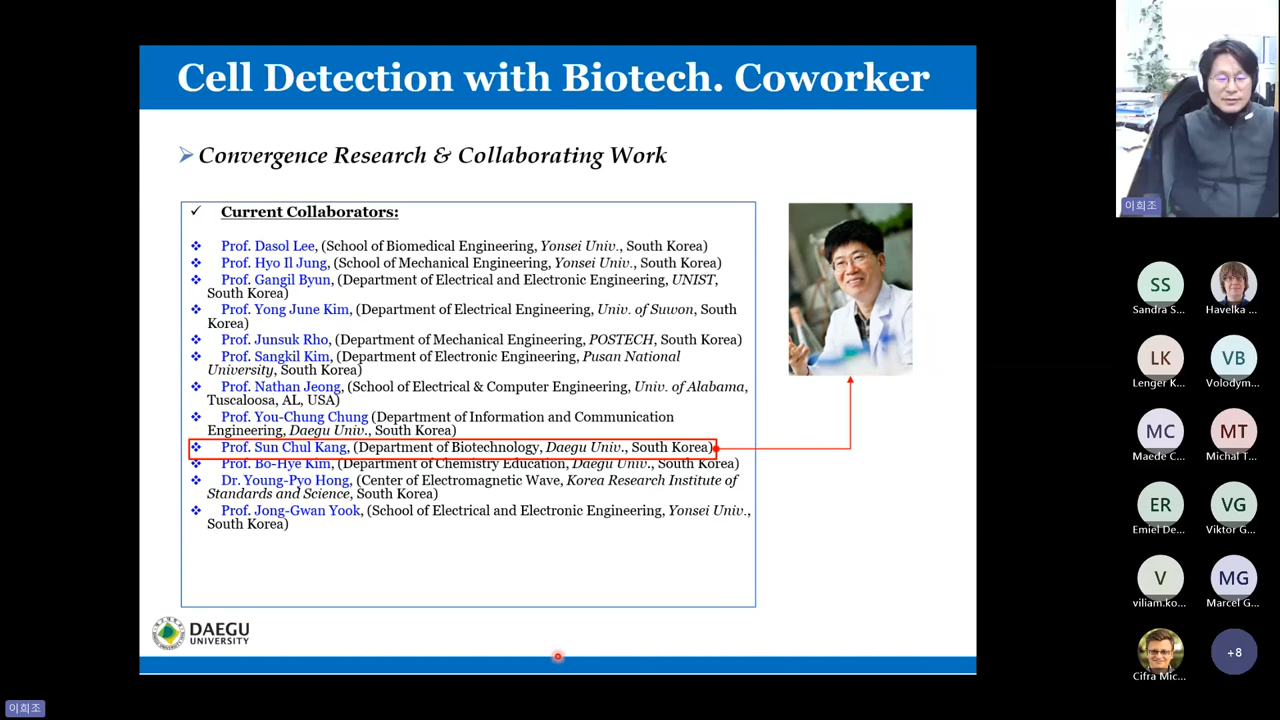 Cell Detection with Biotech. Coworker
Convergence Research & Collaborating Work
Current Collaborators:
Prof. Dasol Lee, (School of Biomedical Engineering, Yonsei Univ., South Korea)
Prof. Hyo Il Jung, (School of Mechanical Engineering, Yonsei Univ., South Korea)
Prof. Gangil Byun, (Department of Electrical and Electronic Engineering, UNIST,
South Korea)
Prof. Yong June Kim, (Department of Electrical Engineering, Univ. of Suwon, South
Korea)
Prof. Junsuk Rho, (Department of Mechanical Engineering, POSTECH, South Korea)
Prof. Sangkil Kim, (Department of Electronic Engineering, Pusan National
University, South Korea)
Prof. Nathan Jeong, (School of Electrical & Computer Engineering, Univ. of Alabama,
Tuscaloosa, AL, USA)
Prof. You-Chung Chung (Department of Information and Communication
Engineering, Daegu Univ., South Korea)
Prof. Sun Chul Kang, (Department of Biotechnology, Daegu Univ., South Korea)
Prof. Bo-Hye Kim, (Department of Chemistry Education, Daegu Univ., South Korea)
Dr. Young-Pyo Hong, (Center of Electromagnetic Wave, Korea Research Institute of
Standards and Science, South Korea)
Prof. Jong-Gwan Yook, (School of Electrical and Electronic Engineering, Yonsei Univ.,
South Korea)
DAEGU
UNIVERSITY
이희조
SS
Sandra S...
Havelka ...
LK
Lenger K...
VB
Volodym...
MC
Maede C...
MT
Michal T...
ER
Emiel De...
VG
Viktor G...
V
viliam.ko...
MG
Marcel G...
Cifra Mic...
+8
이희조